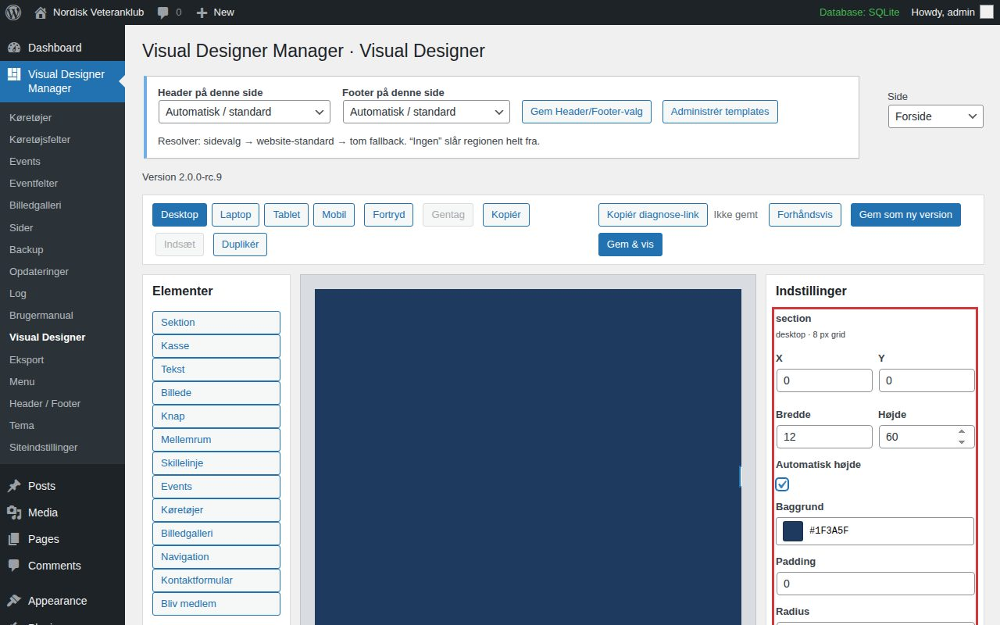 Nordisk Veteranklub
0
New
Database: SQLite
Howdy, admin
Dashboard
Visual Designer
Manager
Køretøjer
Køretøjsfelter
Events
Eventfelter
Billedgalleri
Sider
Backup
Opdateringer
Log
Brugermanual
Visual Designer
Eksport
Menu
Header / Footer
Tema
Siteindstillinger
Posts
Media
Pages
Comments
Appearance
Visual Designer Manager · Visual Designer
Header på denne side
Automatisk / standard
Footer på denne side
Automatisk / standard
Gem Header/Footer-valg
Administrér templates
Resolver: sidevalg → website-standard → tom fallback. “Ingen” slår regionen helt fra.
Side
Forside
Version 2.0.0-rc.9
Desktop
Laptop
Tablet
Mobil
Fortryd
Gentag
Kopiér
Indsæt
Duplikér
Kopiér diagnose-link
Ikke gemt
Forhåndsvis
Gem som ny version
Gem & vis
Elementer
Sektion
Kasse
Tekst
Billede
Knap
Mellemrum
Skillelinje
Events
Køretøjer
Billedgalleri
Navigation
Kontaktformular
Bliv medlem
Indstillinger
section
desktop · 8 px grid
X
Y
0
0
Bredde
Højde
12
60
Automatisk højde
Baggrund
#1F3A5F
Padding
0
Radius